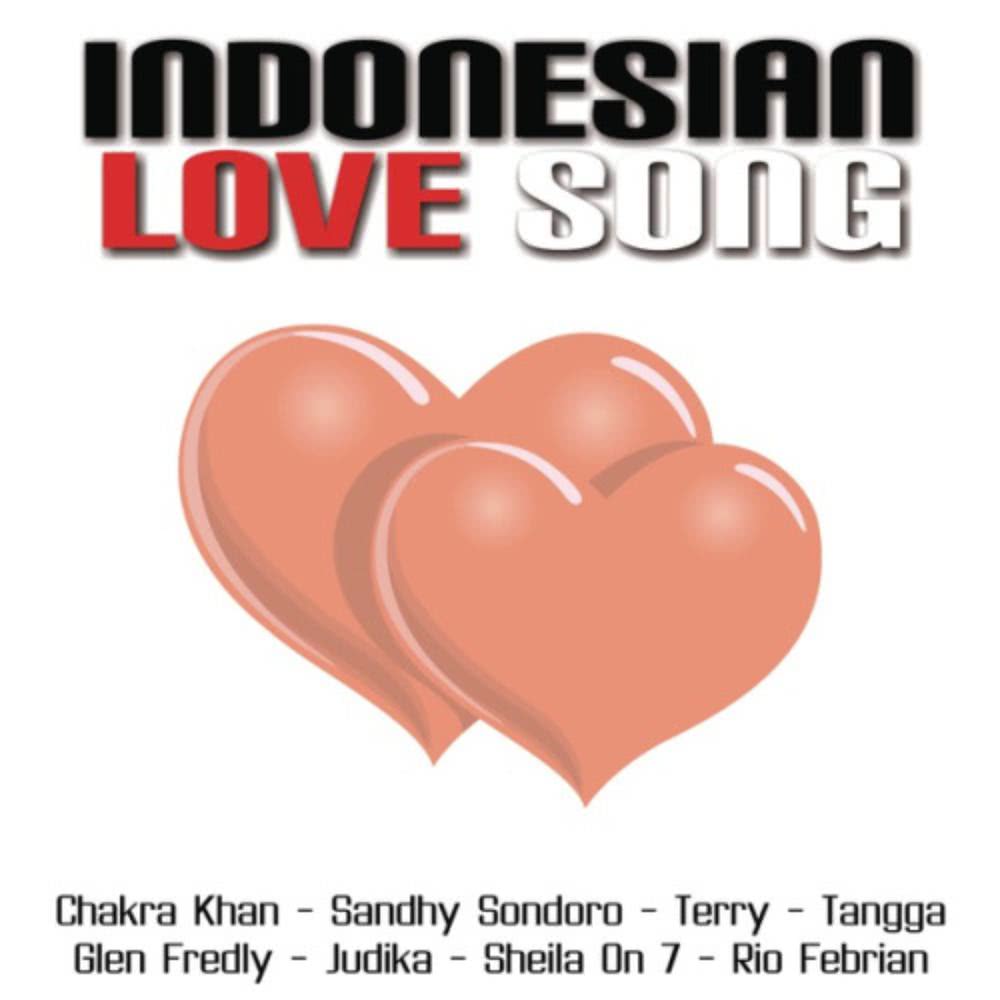 INDONESIAN
LOVE SONG
Chakra Khan - Sandhy Sondoro - Terry - Tangga
Glen Fredly - Judika - Sheila On 7 - Rio Febrian